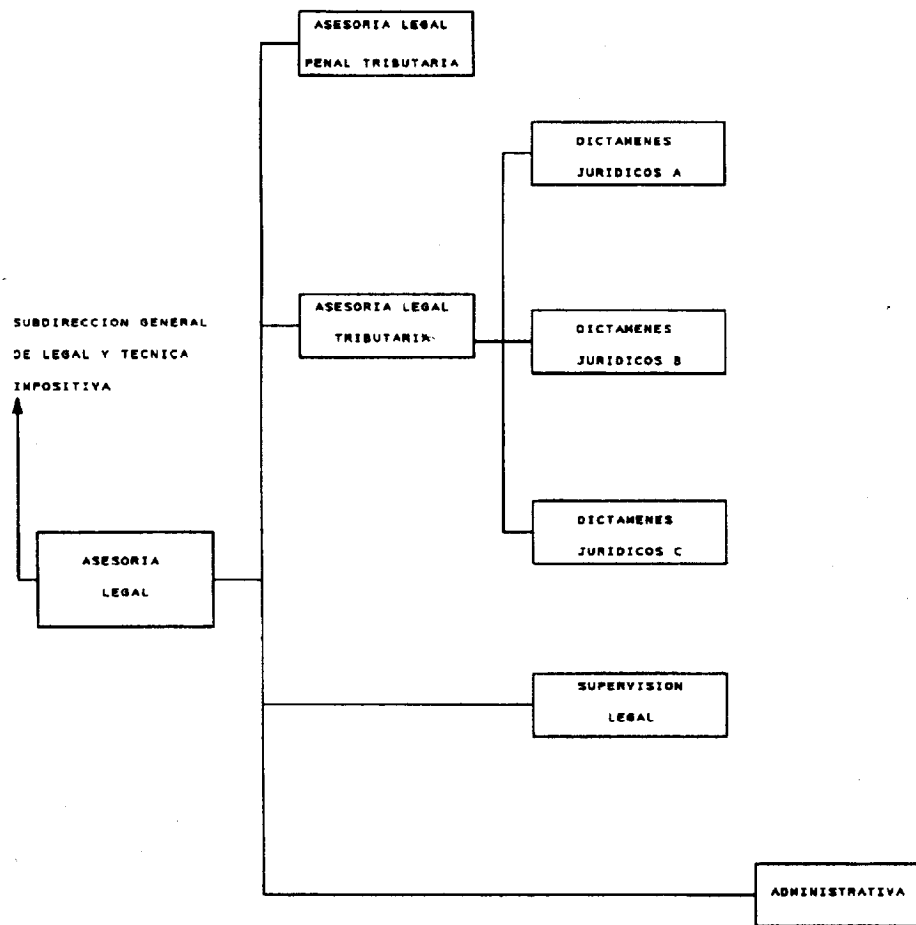 ASESORIA LEGAL
PENAL TRIBUTARIA
DICTAMENES
JURIDICOS A
ASESORIA LEGAL
TRIBUTARIA
SUBDIRECCION GENERAL
DE LEGAL Y TECNICA
IMPOSITIVA
DICTAMENES
JURIDICOS B
DICTAMENES
JURIDICOS C
ASESORIA
LEGAL
SUPERVISION
LEGAL
ADMINISTRATIVA